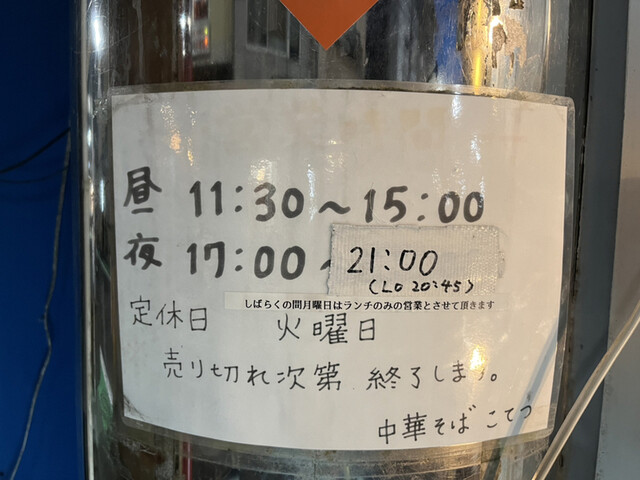 昼 11:30～15:00
夜 17:00～21:00
(LO 20:45)
しばらくの間月曜日はランチのみの営業とさせて頂きます
定休日 火曜日
売り切れ次第 終了します。
中華そば こてつ